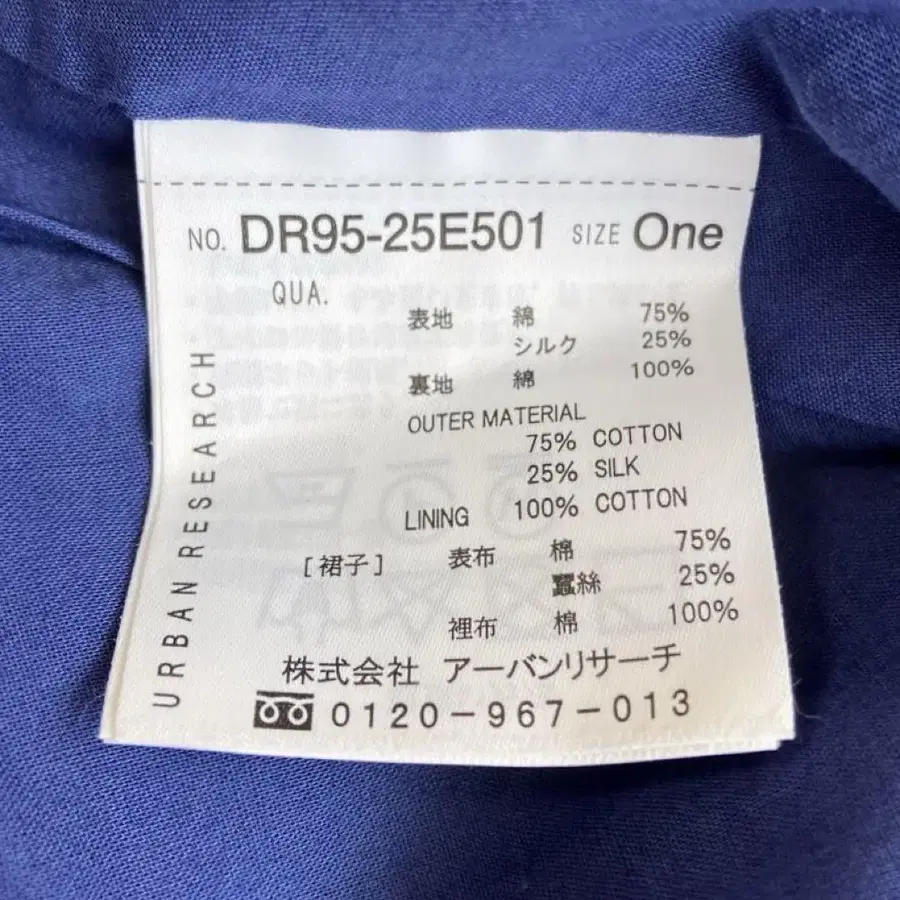 NO. DR95-25E501 SIZE One
QUA.
表地 綿 75%
シルク 25%
裏地 綿 100%
OUTER MATERIAL
75% COTTON
25% SILK
LINING 100% COTTON
[裙子] 表布 棉 75%
蠶絲 25%
裡布 棉 100%
株式会社 アーバンリサーチ
0120-967-013
URBAN RESEARCH